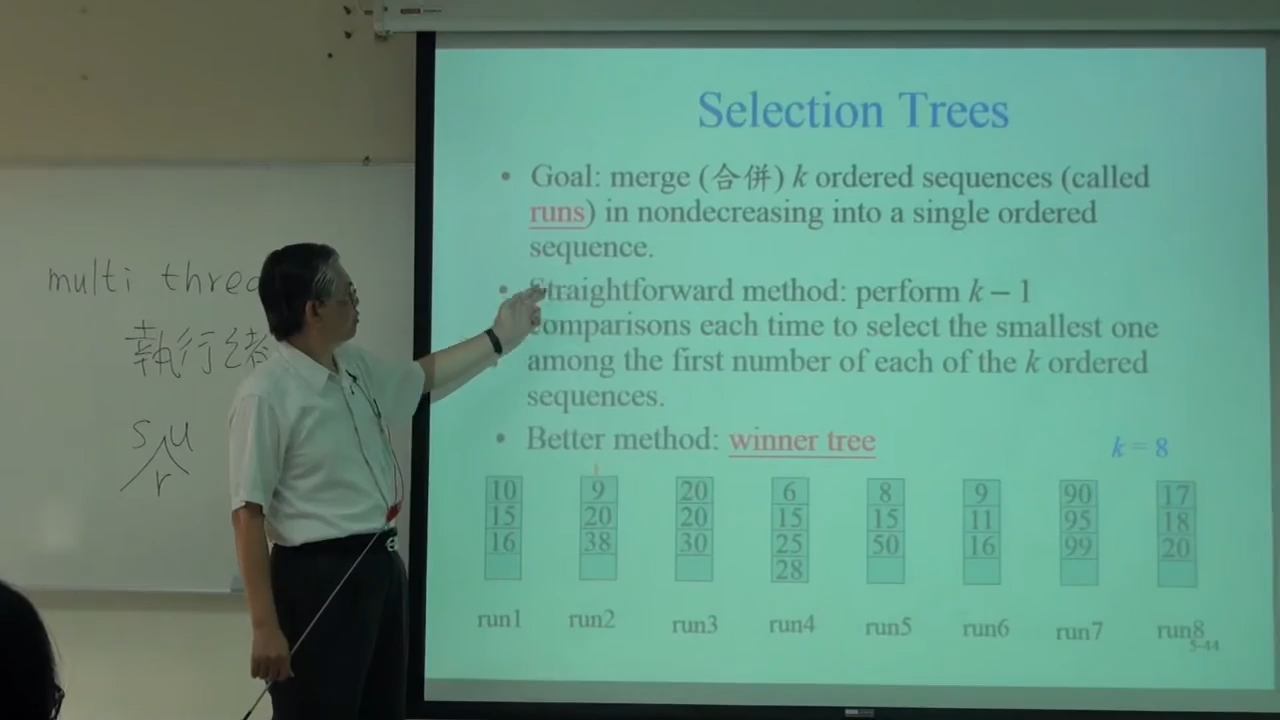 Selection Trees
• Goal: merge (合併) k ordered sequences (called
runs) in nondecreasing into a single ordered
sequence.
• Straightforward method: perform k – 1
comparisons each time to select the smallest one
among the first number of each of the k ordered
sequences.
• Better method: winner tree
k = 8
10 9 20 6 8 9 90 17
15 20 20 15 15 11 95 18
16 38 30 25 50 16 99 20
28
run1 run2 run3 run4 run5 run6 run7 run8
5-44
multi threa
執行緒